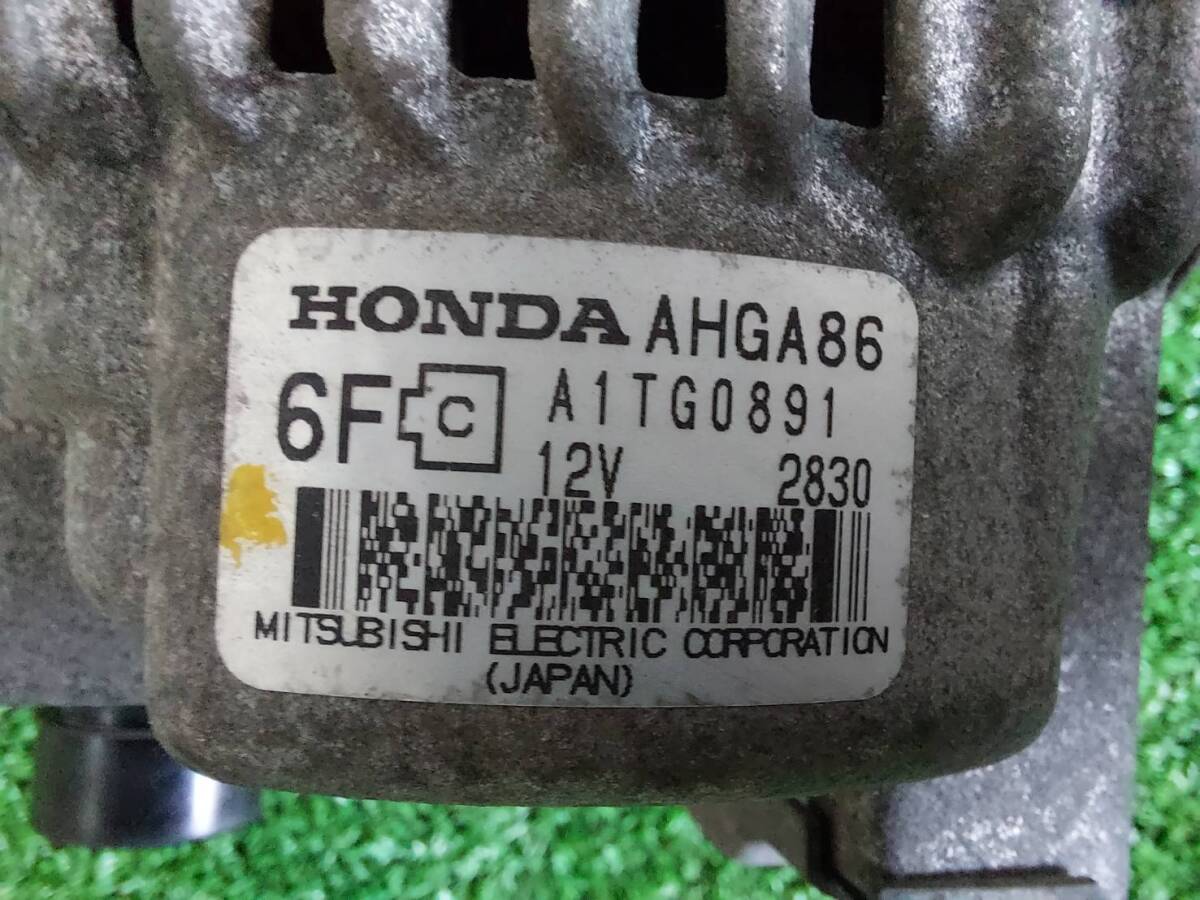 HONDA AHGA86
6F C A1TG0891
12V 2830
MITSUBISHI ELECTRIC CORPORATION
(JAPAN)